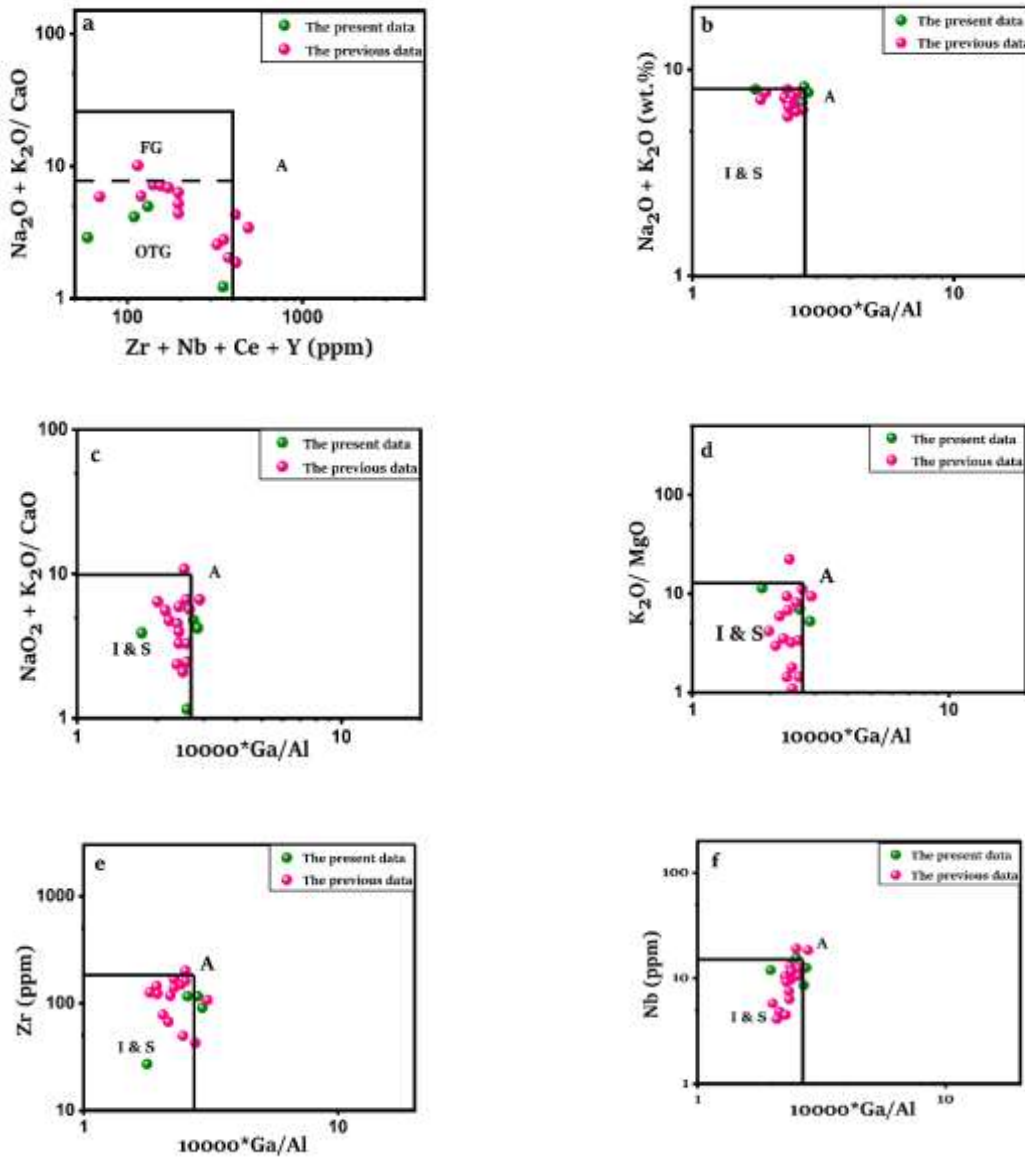 a
The present data
The previous data
100
10
1
FG
A
OTG
Na₂O + K₂O/ CaO
100
1000
Zr + Nb + Ce + Y (ppm)
b
The present data
The previous data
10
1
A
I & S
Na₂O + K₂O (wt.%)
1
10
10000*Ga/Al
c
The present data
The previous data
100
10
1
A
I & S
NaO₂ + K₂O/ CaO
1
10
10000*Ga/Al
d
The present data
The previous data
100
10
1
A
I & S
K₂O/ MgO
1
10
10000*Ga/Al
e
The present data
The previous data
1000
100
10
A
I & S
Zr (ppm)
1
10
10000*Ga/Al
f
The present data
The previous data
100
10
1
A
I & S
Nb (ppm)
1
10
10000*Ga/Al